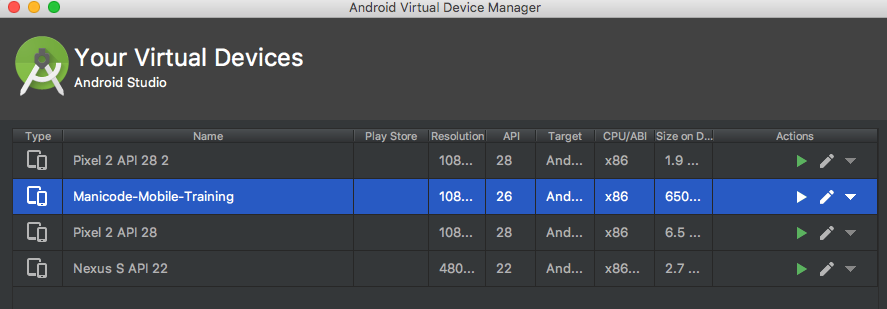 Android Virtual Device Manager
Your Virtual Devices
Android Studio
Type Name Play Store Resolution API Target CPU/ABI Size on D... Actions
Pixel 2 API 28 2 108... 28 And... x86 1.9 ...
Manicode-Mobile-Training 108... 26 And... x86 650...
Pixel 2 API 28 108... 28 And... x86 6.5 ...
Nexus S API 22 480... 22 And... x86... 2.7 ...